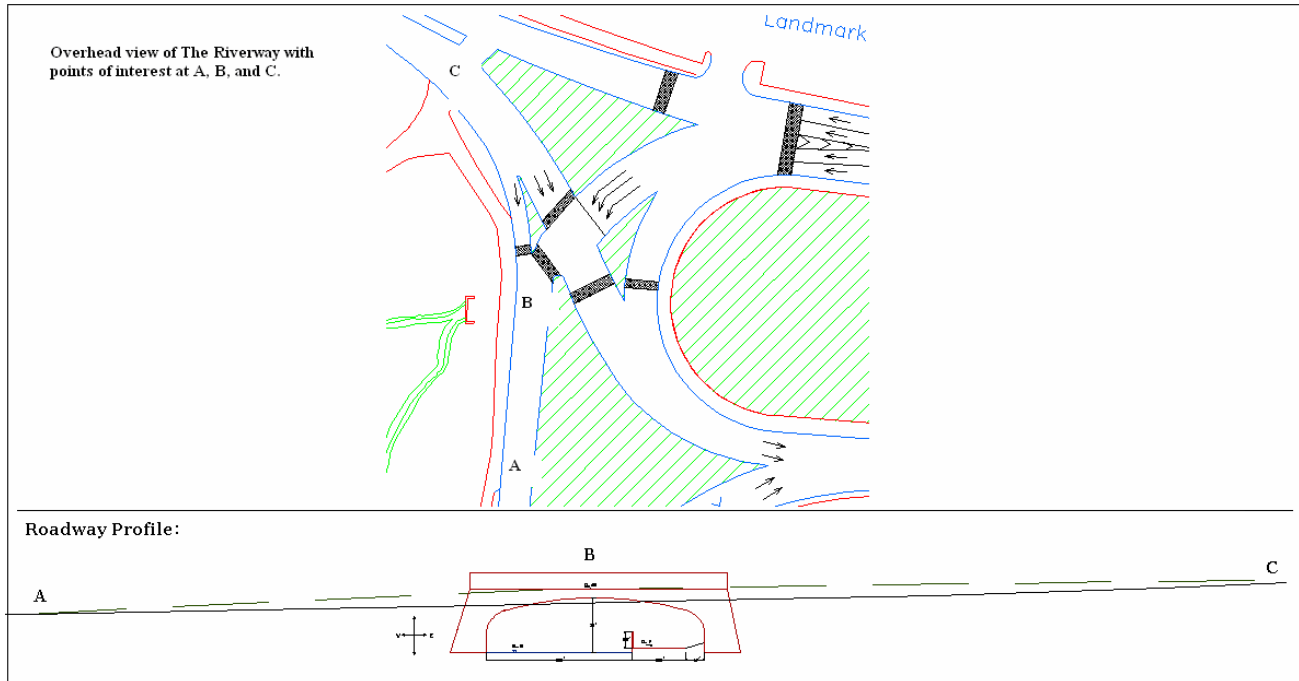 Overhead view of The Riverway with
points of interest at A, B, and C.
Landmark
C
B
A
Roadway Profile:
B
A
C